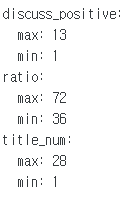 discuss_positive:
  max: 13
  min: 1
ratio:
  max: 72
  min: 36
title_num:
  max: 28
  min: 1